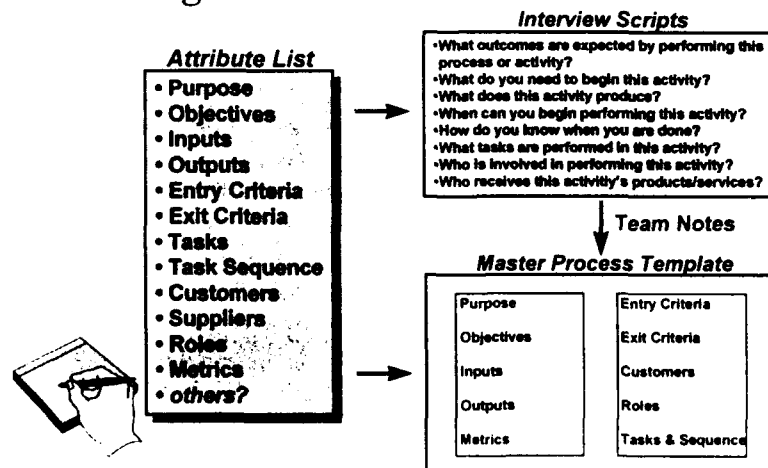 Attribute List
• Purpose
• Objectives
• Inputs
• Outputs
• Entry Criteria
• Exit Criteria
• Tasks
• Task Sequence
• Customers
• Suppliers
• Roles
• Metrics
• others?
Interview Scripts
•What outcomes are expected by performing this
process or activity?
•What do you need to begin this activity?
•What does this activity produce?
•When can you begin performing this activity?
•How do you know when you are done?
•What tasks are performed in this activity?
•Who is involved in performing this activity?
•Who receives this activitiy's products/services?
Team Notes
Master Process Template
Purpose
Objectives
Inputs
Outputs
Metrics
Entry Criteria
Exit Criteria
Customers
Roles
Tasks & Sequence